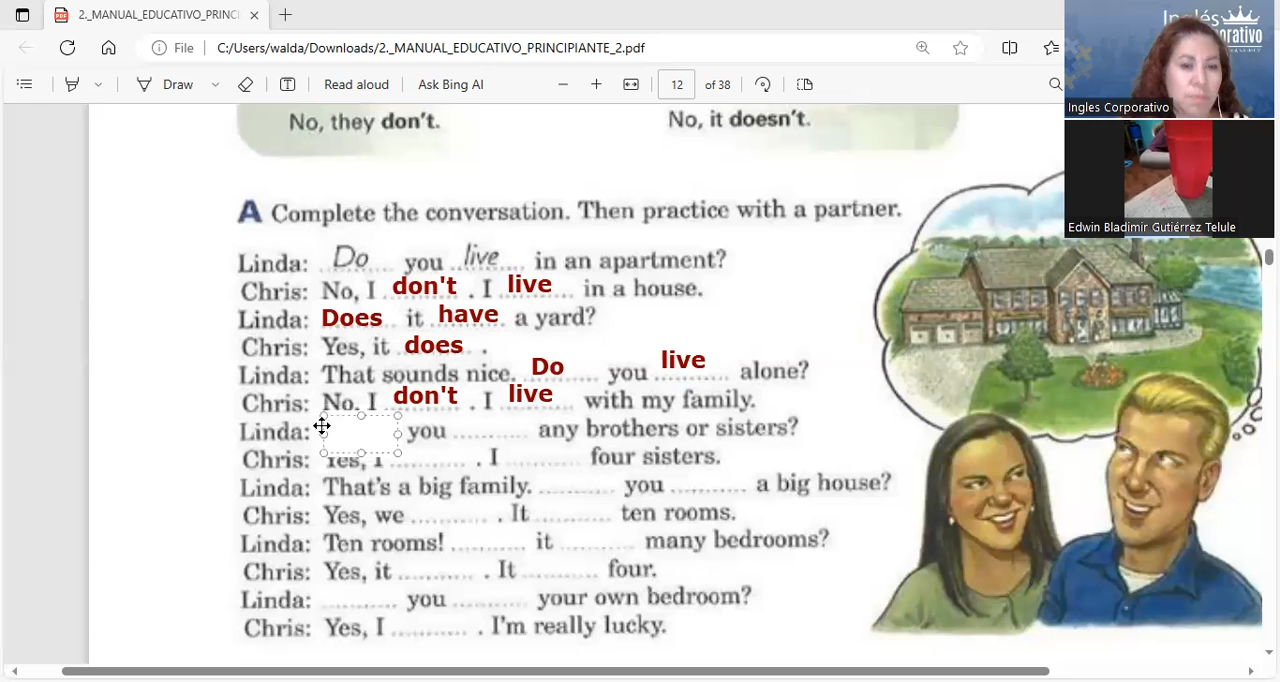 2._MANUAL_EDUCATIVO_PRINCI
File C:/Users/walda/Downloads/2._MANUAL_EDUCATIVO_PRINCIPIANTE_2.pdf
Draw Read aloud Ask Bing AI 12 of 38
Inglés
Ingles Corporativo
Edwin Bladimir Gutiérrez Telule
No, they don't. No, it doesn't.
A Complete the conversation. Then practice with a partner.
Linda: Do you live in an apartment?
Chris: No, I don't . I live in a house.
Linda: Does it have a yard?
Chris: Yes, it does .
Linda: That sounds nice. Do you live alone?
Chris: No, I don't . I live with my family.
Linda: you .......... any brothers or sisters?
Chris: Yes, I .......... . I .......... four sisters.
Linda: That's a big family. .......... you .......... a big house?
Chris: Yes, we .......... . It .......... ten rooms.
Linda: Ten rooms! .......... it .......... many bedrooms?
Chris: Yes, it .......... . It .......... four.
Linda: .......... you .......... your own bedroom?
Chris: Yes, I .......... . I'm really lucky.